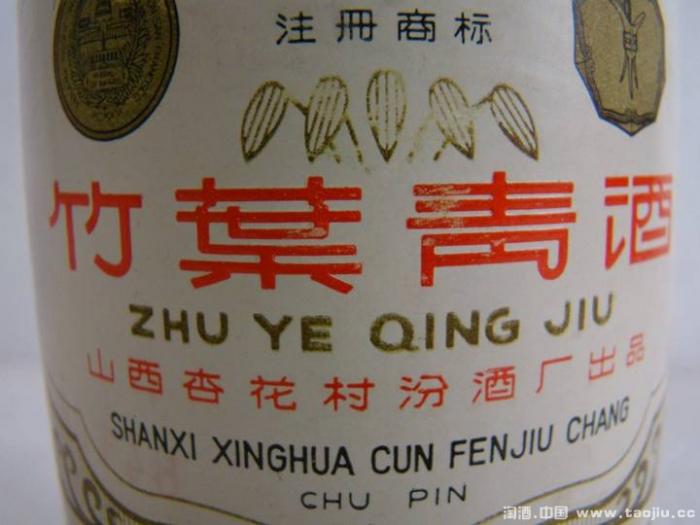 注册商标
竹葉青酒
ZHU YE QING JIU
山西杏花村汾酒厂出品
SHANXI XINGHUA CUN FENJIU CHANG
CHU PIN
淘酒.中国 www.taojiu.cc